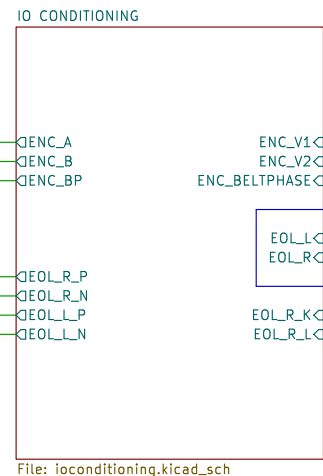 IO CONDITIONING
ENC_A
ENC_V1
ENC_B
ENC_V2
ENC_BP
ENC_BELTPHASE
EOL_L
EOL_R
EOL_R_P
EOL_R_N
EOL_L_P
EOL_R_K
EOL_L_N
EOL_R_L
File: ioconditioning.kicad_sch